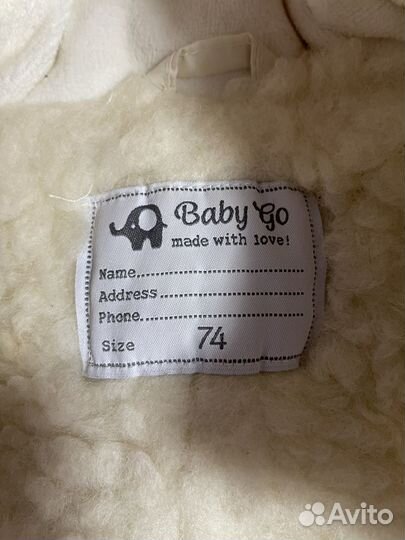 Baby Go
made with love!
Name..............................
Address..........................
Phone.............................
Size 74
Avito